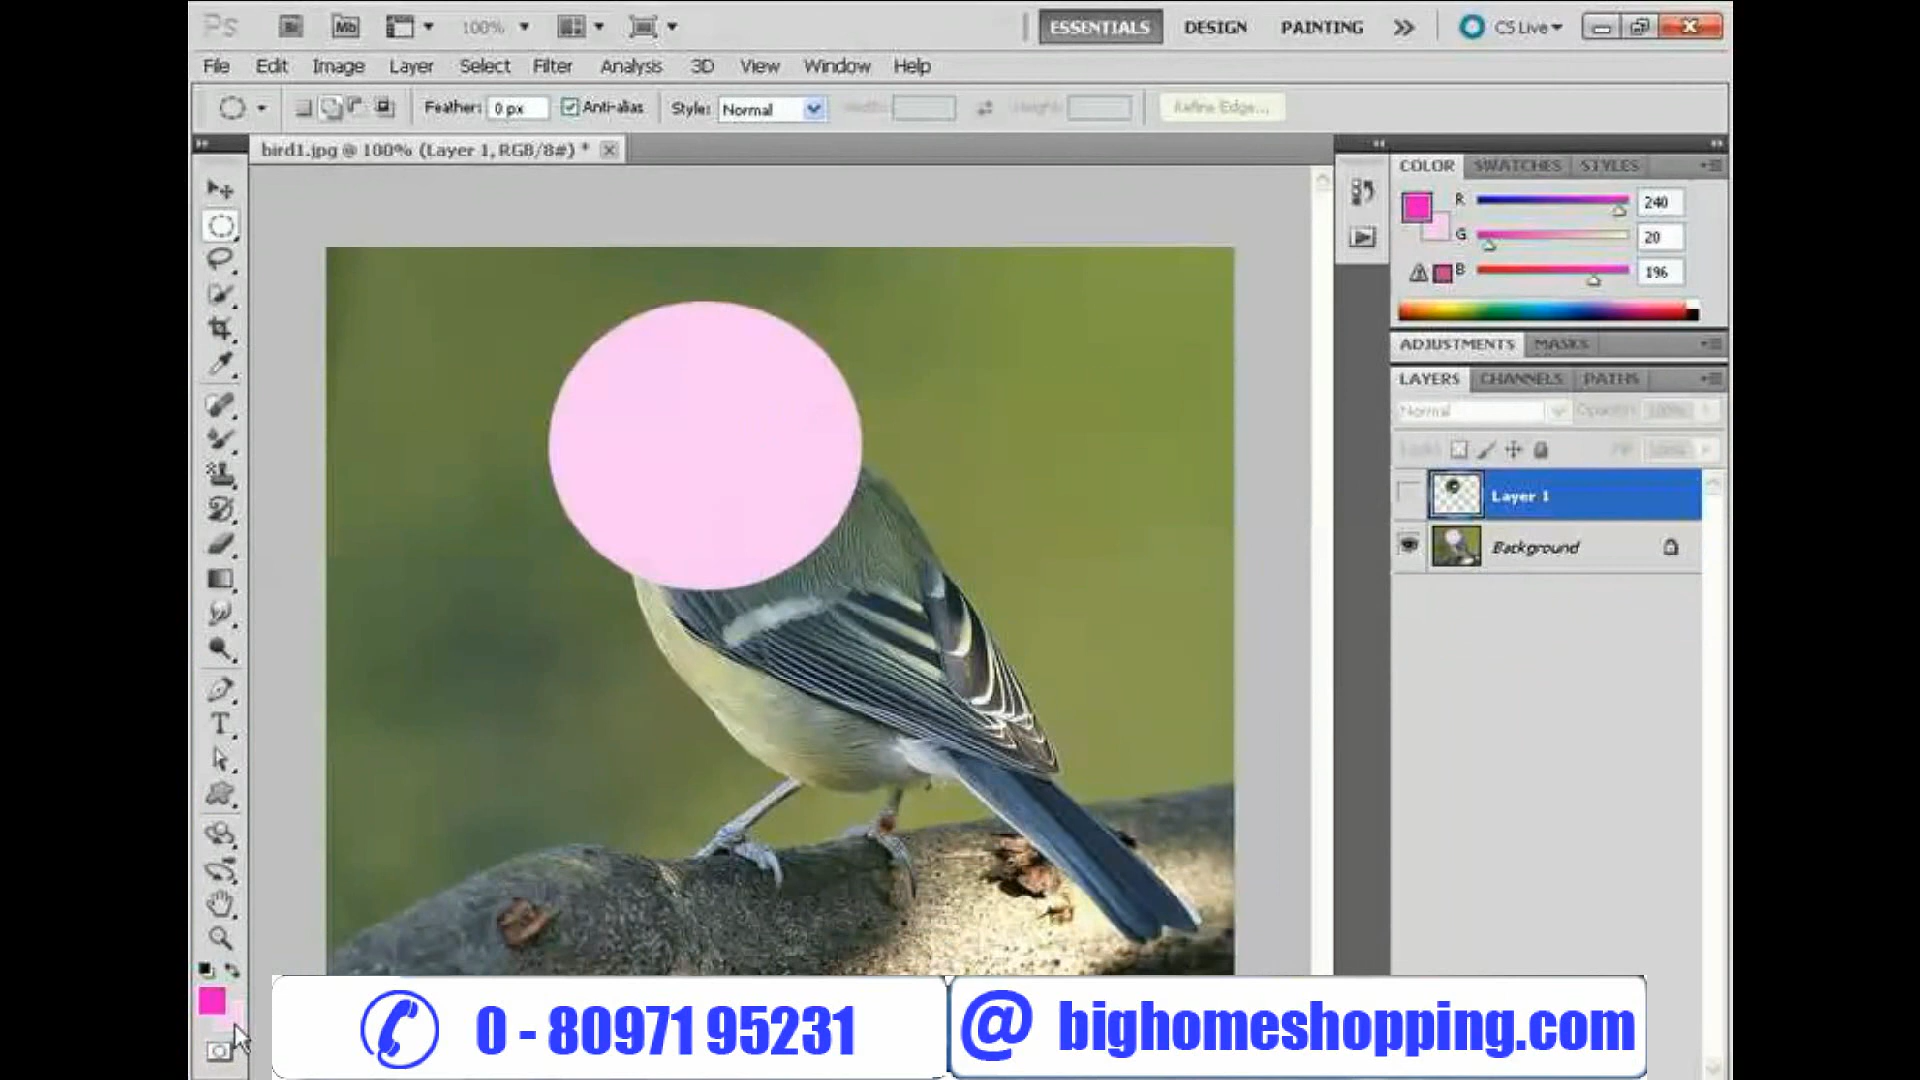 Ps Br Mb 100% ESSENTIALS DESIGN PAINTING CS Live
File Edit Image Layer Select Filter Analysis 3D View Window Help
Feather: 0 px Anti-alias Style: Normal Width: Height: Refine Edge...
bird1.jpg @ 100% (Layer 1, RGB/8#) *
COLOR SWATCHES STYLES
R 240
G 20
B 196
ADJUSTMENTS MASKS
LAYERS CHANNELS PATHS
Normal Opacity: 100%
Lock: Fill: 100%
Layer 1
Background
T
0 - 80971 95231
@ bighomeshopping.com